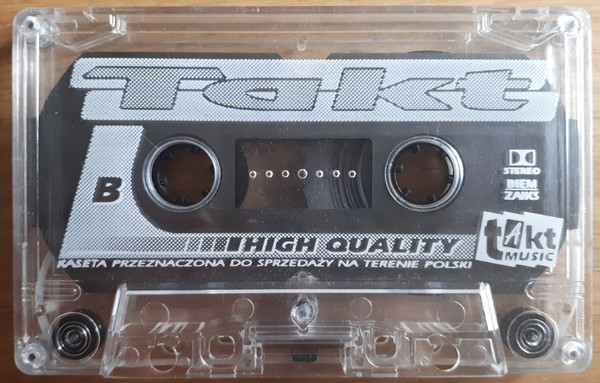 Takt
B
STEREO
BIEM
ZAIKS
HIGH QUALITY
tAkt
MUSIC
KASETA PRZEZNACZONA DO SPRZEDAŻY NA TERENIE POLSKI